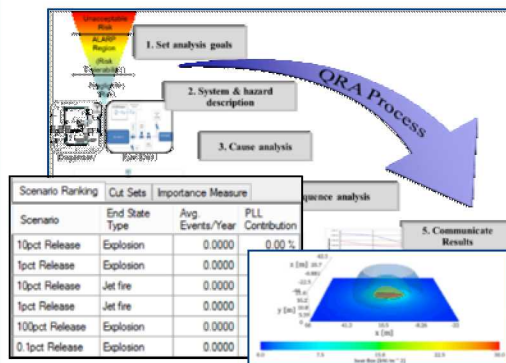 Unacceptable
Risk
ALARP
Region
(Risk
1. Set analysis goals
QRA Process
2. System & hazard
description
3. Cause analysis
quence analysis
5. Communicate
Results
Scenario Ranking
Cut Sets
Importance Measure
Scenario
End State
Type
Avg.
Events/Year
PLL
Contribution
10pct Release Explosion 0.0000 0.00 %
1pct Release Explosion 0.0000
10pct Release Jet fire 0.0000
1pct Release Jet fire 0.0000
100pct Release Explosion 0.0000
0.1pct Release Explosion 0.0000
x [m]
y [m]
x [m]